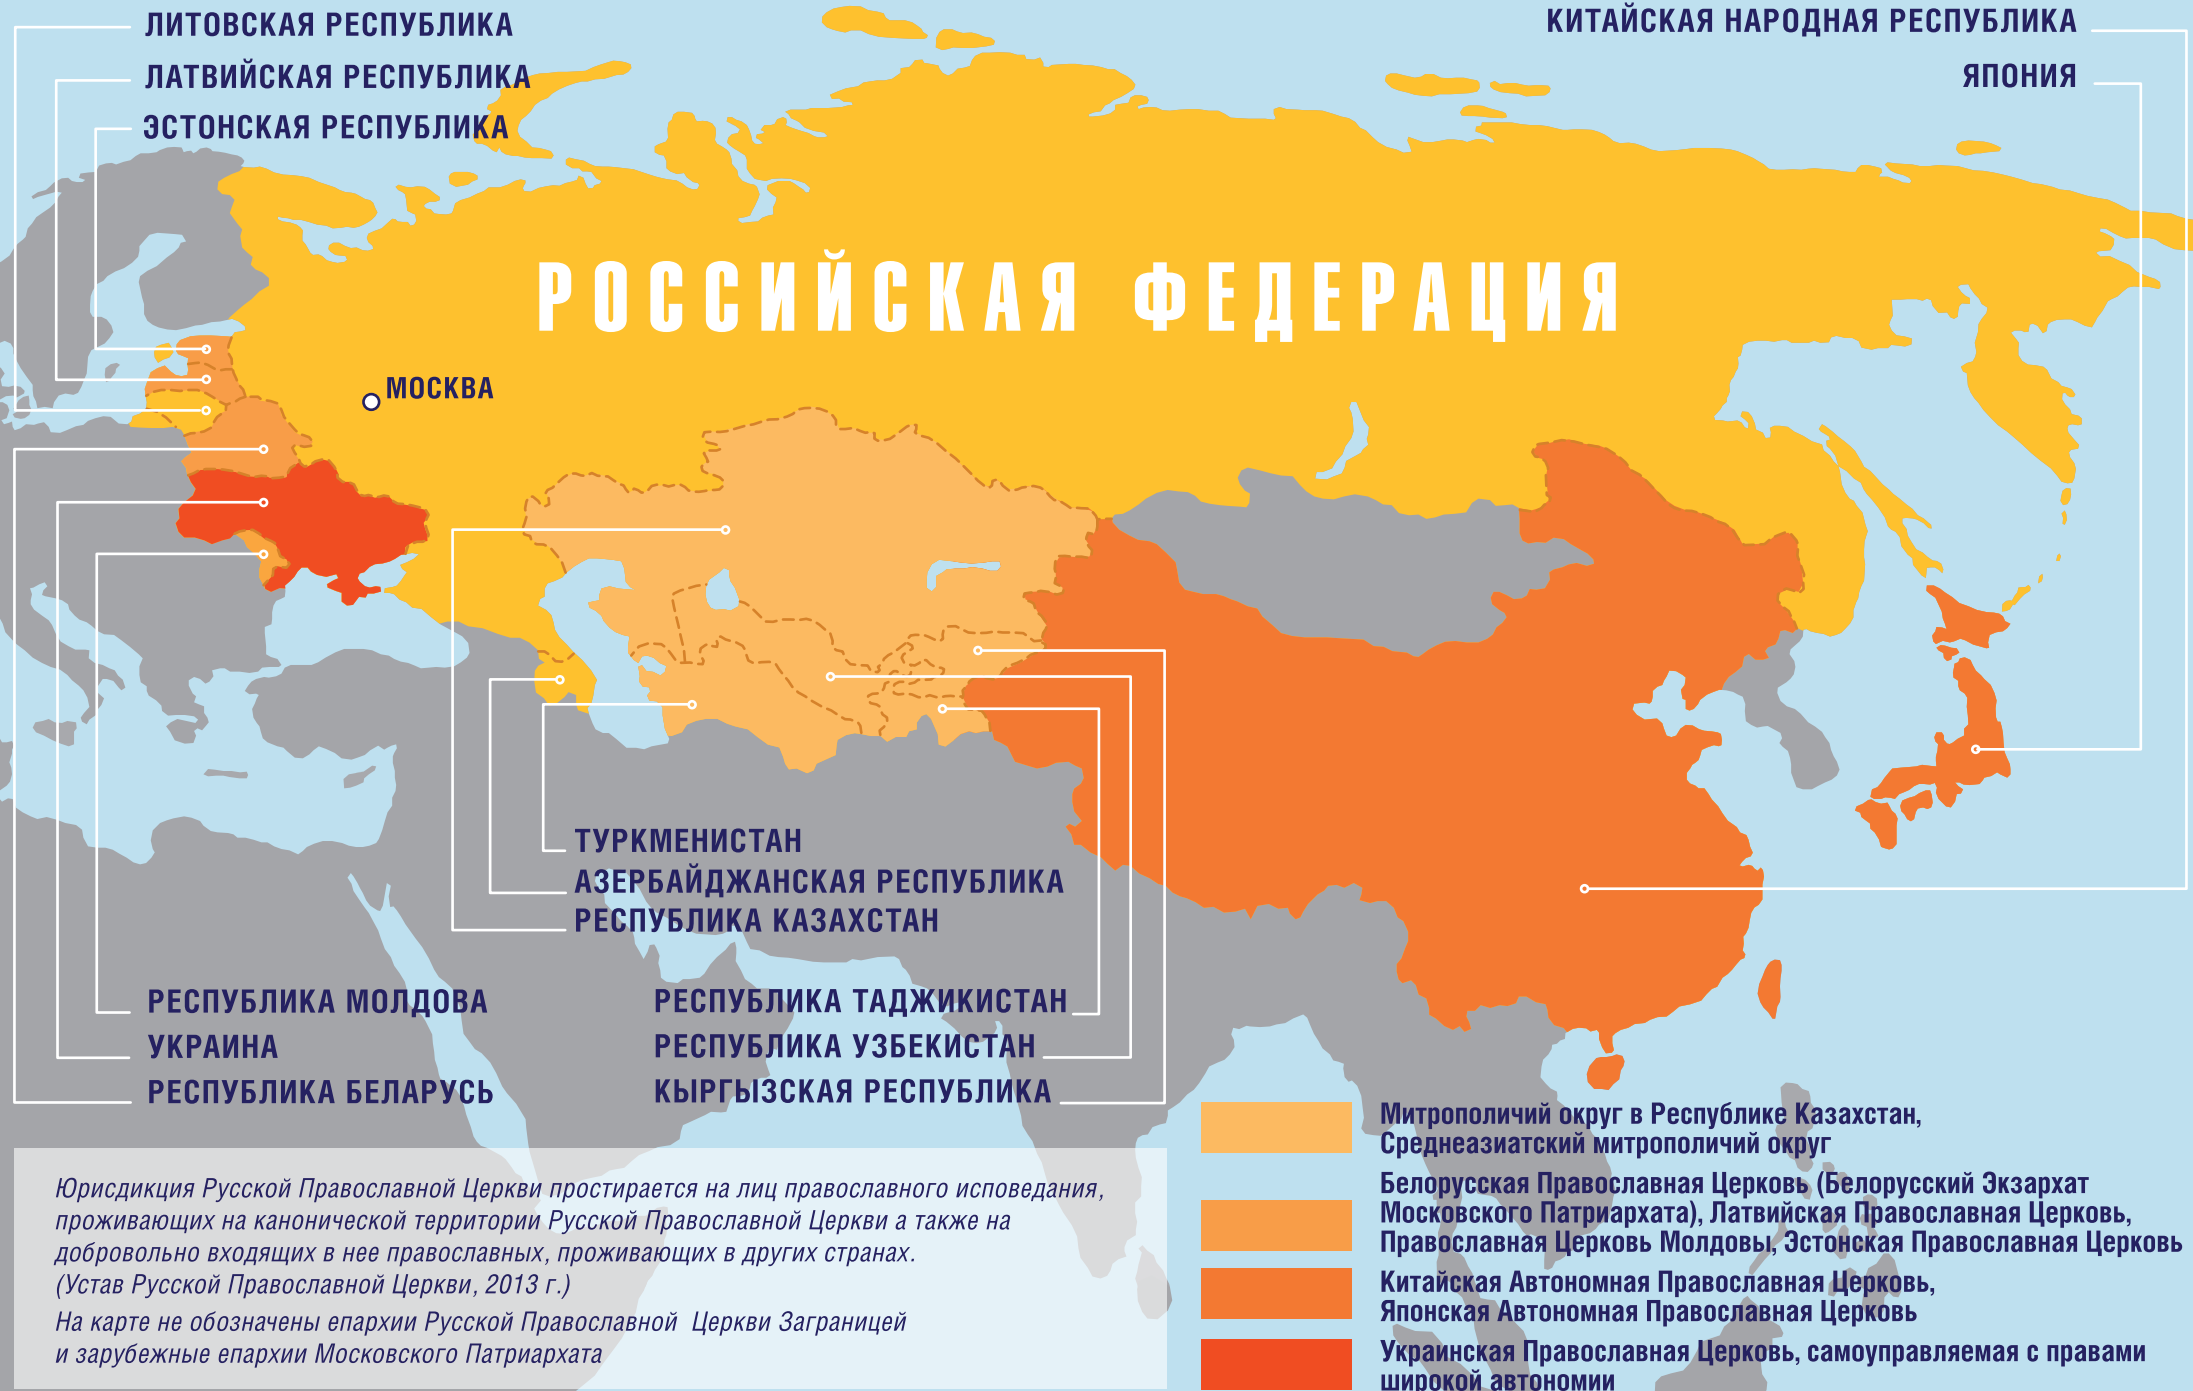 ЛИТОВСКАЯ РЕСПУБЛИКА
ЛАТВИЙСКАЯ РЕСПУБЛИКА
ЭСТОНСКАЯ РЕСПУБЛИКА
КИТАЙСКАЯ НАРОДНАЯ РЕСПУБЛИКА
ЯПОНИЯ
РОССИЙСКАЯ ФЕДЕРАЦИЯ
МОСКВА
ТУРКМЕНИСТАН
АЗЕРБАЙДЖАНСКАЯ РЕСПУБЛИКА
РЕСПУБЛИКА КАЗАХСТАН
РЕСПУБЛИКА МОЛДОВА
УКРАИНА
РЕСПУБЛИКА БЕЛАРУСЬ
РЕСПУБЛИКА ТАДЖИКИСТАН
РЕСПУБЛИКА УЗБЕКИСТАН
КЫРГЫЗСКАЯ РЕСПУБЛИКА
Юрисдикция Русской Православной Церкви простирается на лиц православного исповедания,
проживающих на канонической территории Русской Православной Церкви а также на
добровольно входящих в нее православных, проживающих в других странах.
(Устав Русской Православной Церкви, 2013 г.)
На карте не обозначены епархии Русской Православной Церкви Заграницей
и зарубежные епархии Московского Патриархата
Митрополичий округ в Республике Казахстан,
Среднеазиатский митрополичий округ
Белорусская Православная Церковь (Белорусский Экзархат
Московского Патриархата), Латвийская Православная Церковь,
Православная Церковь Молдовы, Эстонская Православная Церковь
Китайская Автономная Православная Церковь,
Японская Автономная Православная Церковь
Украинская Православная Церковь, самоуправляемая с правами
широкой автономии